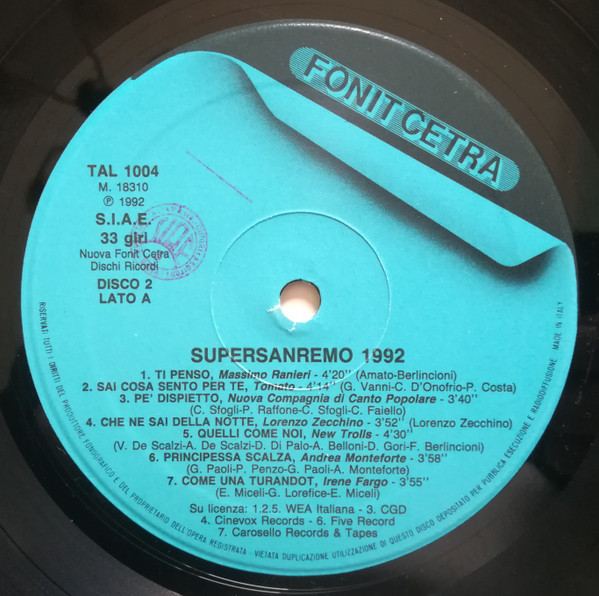 FONIT CETRA
TAL 1004
M. 18310
℗ 1992
S.I.A.E.
33 giri
Nuova Fonit Cetra
Dischi Ricordi
DISCO 2
LATO A
SUPERSANREMO 1992
1. TI PENSO, Massimo Ranieri - 4'20'' (Amato-Berlincioni)
2. SAI COSA SENTO PER TE, Tomato - 4'14'' (G. Vanni-C. D'Onofrio-P. Costa)
3. PE' DISPIETTO, Nuova Compagnia di Canto Popolare - 3'40''
(C. Sfogli-P. Raffone-C. Sfogli-C. Faiello)
4. CHE NE SAI DELLA NOTTE, Lorenzo Zecchino - 3'52'' (Lorenzo Zecchino)
5. QUELLI COME NOI, New Trolls - 4'30''
(V. De Scalzi-A. De Scalzi-D. Di Palo-A. Belloni-D. Gori-F. Berlincioni)
6. PRINCIPESSA SCALZA, Andrea Monteforte - 3'58''
(G. Paoli-P. Penzo-G. Paoli-A. Monteforte)
7. COME UNA TURANDOT, Irene Fargo - 3'55''
(E. Miceli-G. Lorefice-E. Miceli)
Su licenza: 1.2.5. WEA Italiana - 3. CGD
4. Cinevox Records - 6. Five Record
7. Carosello Records & Tapes
RISERVATI TUTTI I DIRITTI DEL PRODUTTORE FONOGRAFICO E DEL PROPRIETARIO DELL'OPERA REGISTRATA - VIETATA DUPLICAZIONE UTILIZZAZIONE DI QUESTO DISCO DEPOSITATO PER PUBBLICA ESECUZIONE E RADIODIFFUSIONE MADE IN ITALY